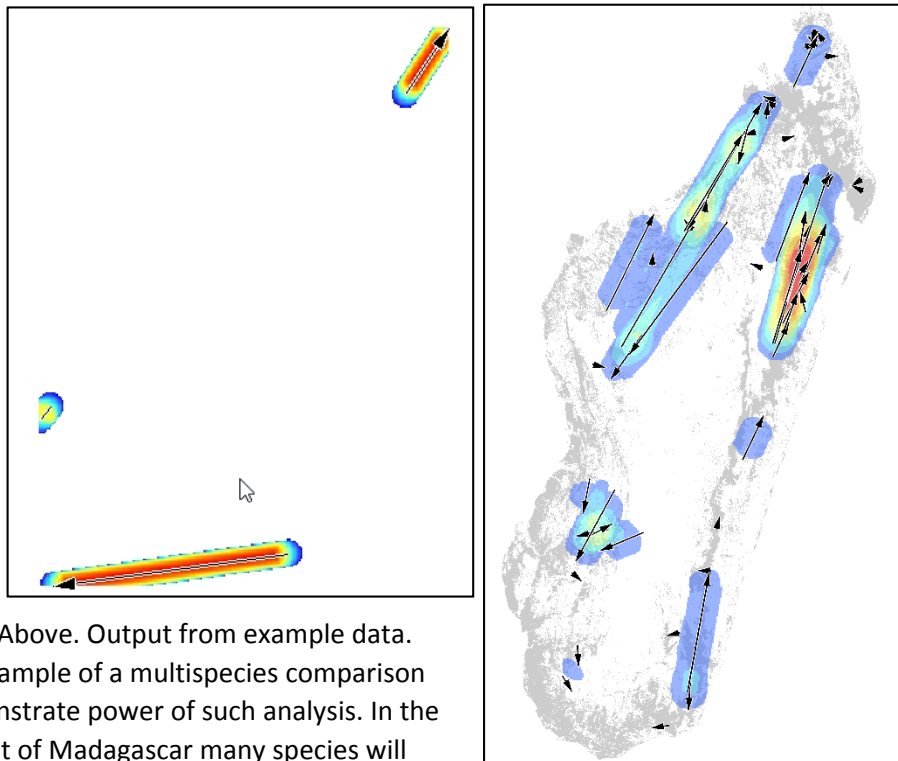 Above. Output from example data.
ample of a multispecies comparison
nstrate power of such analysis. In the
t of Madagascar many species will